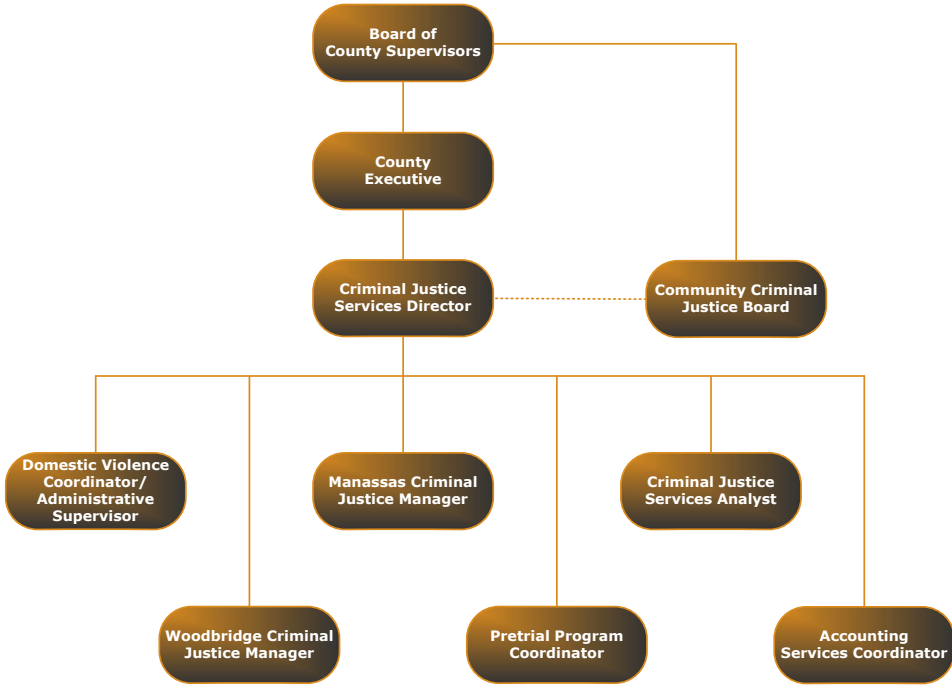 Board of
County Supervisors
County
Executive
Criminal Justice
Services Director
Community Criminal
Justice Board
Domestic Violence
Coordinator/
Administrative
Supervisor
Manassas Criminal
Justice Manager
Criminal Justice
Services Analyst
Woodbridge Criminal
Justice Manager
Pretrial Program
Coordinator
Accounting
Services Coordinator